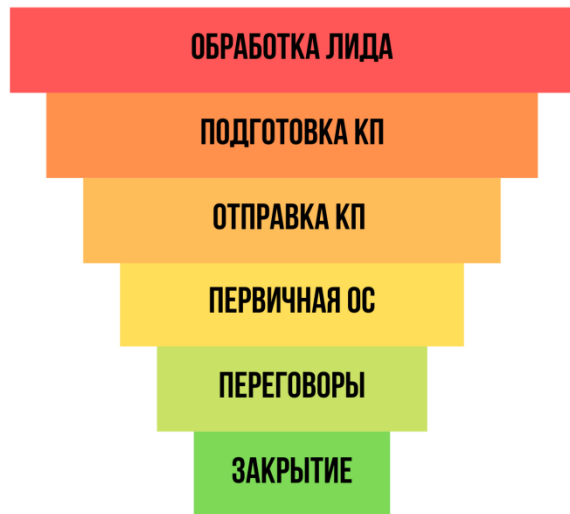 ОБРАБОТКА ЛИДА
ПОДГОТОВКА КП
ОТПРАВКА КП
ПЕРВИЧНАЯ ОС
ПЕРЕГОВОРЫ
ЗАКРЫТИЕ